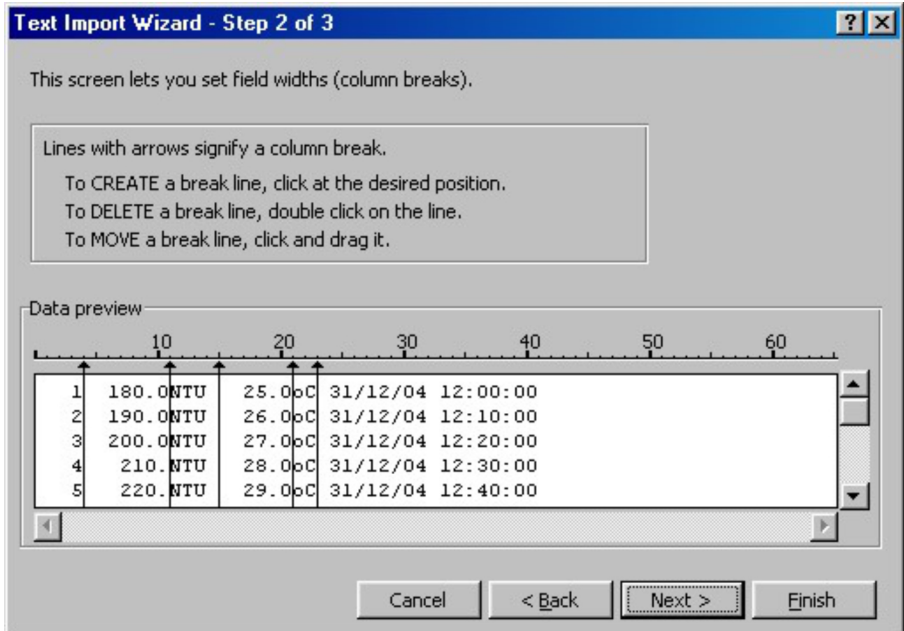 Text Import Wizard - Step 2 of 3
This screen lets you set field widths (column breaks).
Lines with arrows signify a column break.
To CREATE a break line, click at the desired position.
To DELETE a break line, double click on the line.
To MOVE a break line, click and drag it.
Data preview
10 20 30 40 50 60
1 180.0NTU 25.0oC 31/12/04 12:00:00
2 190.0NTU 26.0oC 31/12/04 12:10:00
3 200.0NTU 27.0oC 31/12/04 12:20:00
4 210.NTU 28.0oC 31/12/04 12:30:00
5 220.NTU 29.0oC 31/12/04 12:40:00
Cancel < Back Next > Finish